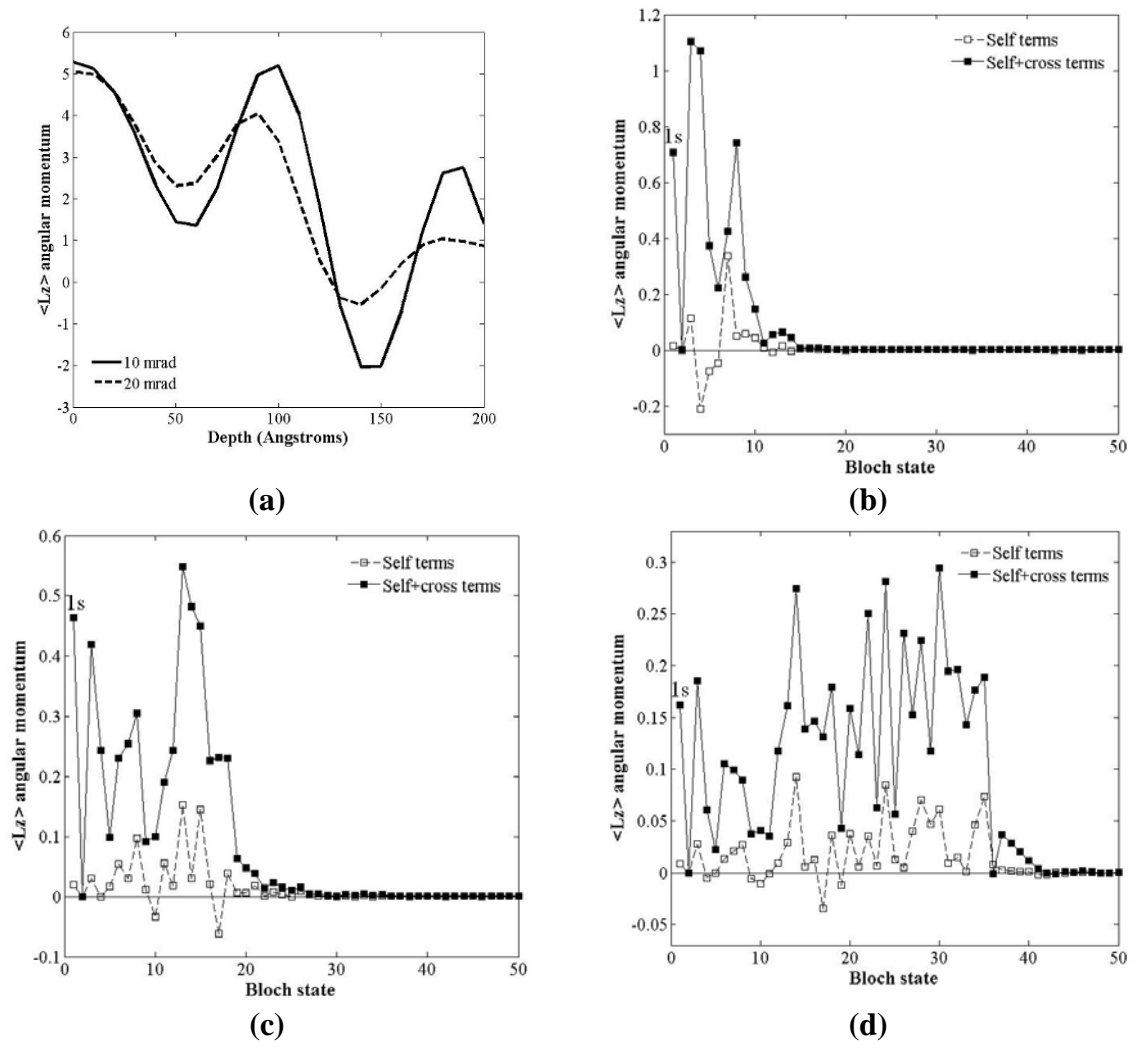 6
5
4
3
2
1
0
-1
-2
-3
<Lz> angular momentum
10 mrad
20 mrad
0 50 100 150 200
Depth (Angstroms)
(a)
1.2
1
0.8
0.6
0.4
0.2
0
-0.2
<Lz> angular momentum
Self terms
Self+cross terms
1s
0 10 20 30 40 50
Bloch state
(b)
0.6
0.5
0.4
0.3
0.2
0.1
0
-0.1
<Lz> angular momentum
Self terms
Self+cross terms
1s
0 10 20 30 40 50
Bloch state
(c)
0.3
0.25
0.2
0.15
0.1
0.05
0
-0.05
<Lz> angular momentum
Self terms
Self+cross terms
1s
0 10 20 30 40 50
Bloch state
(d)